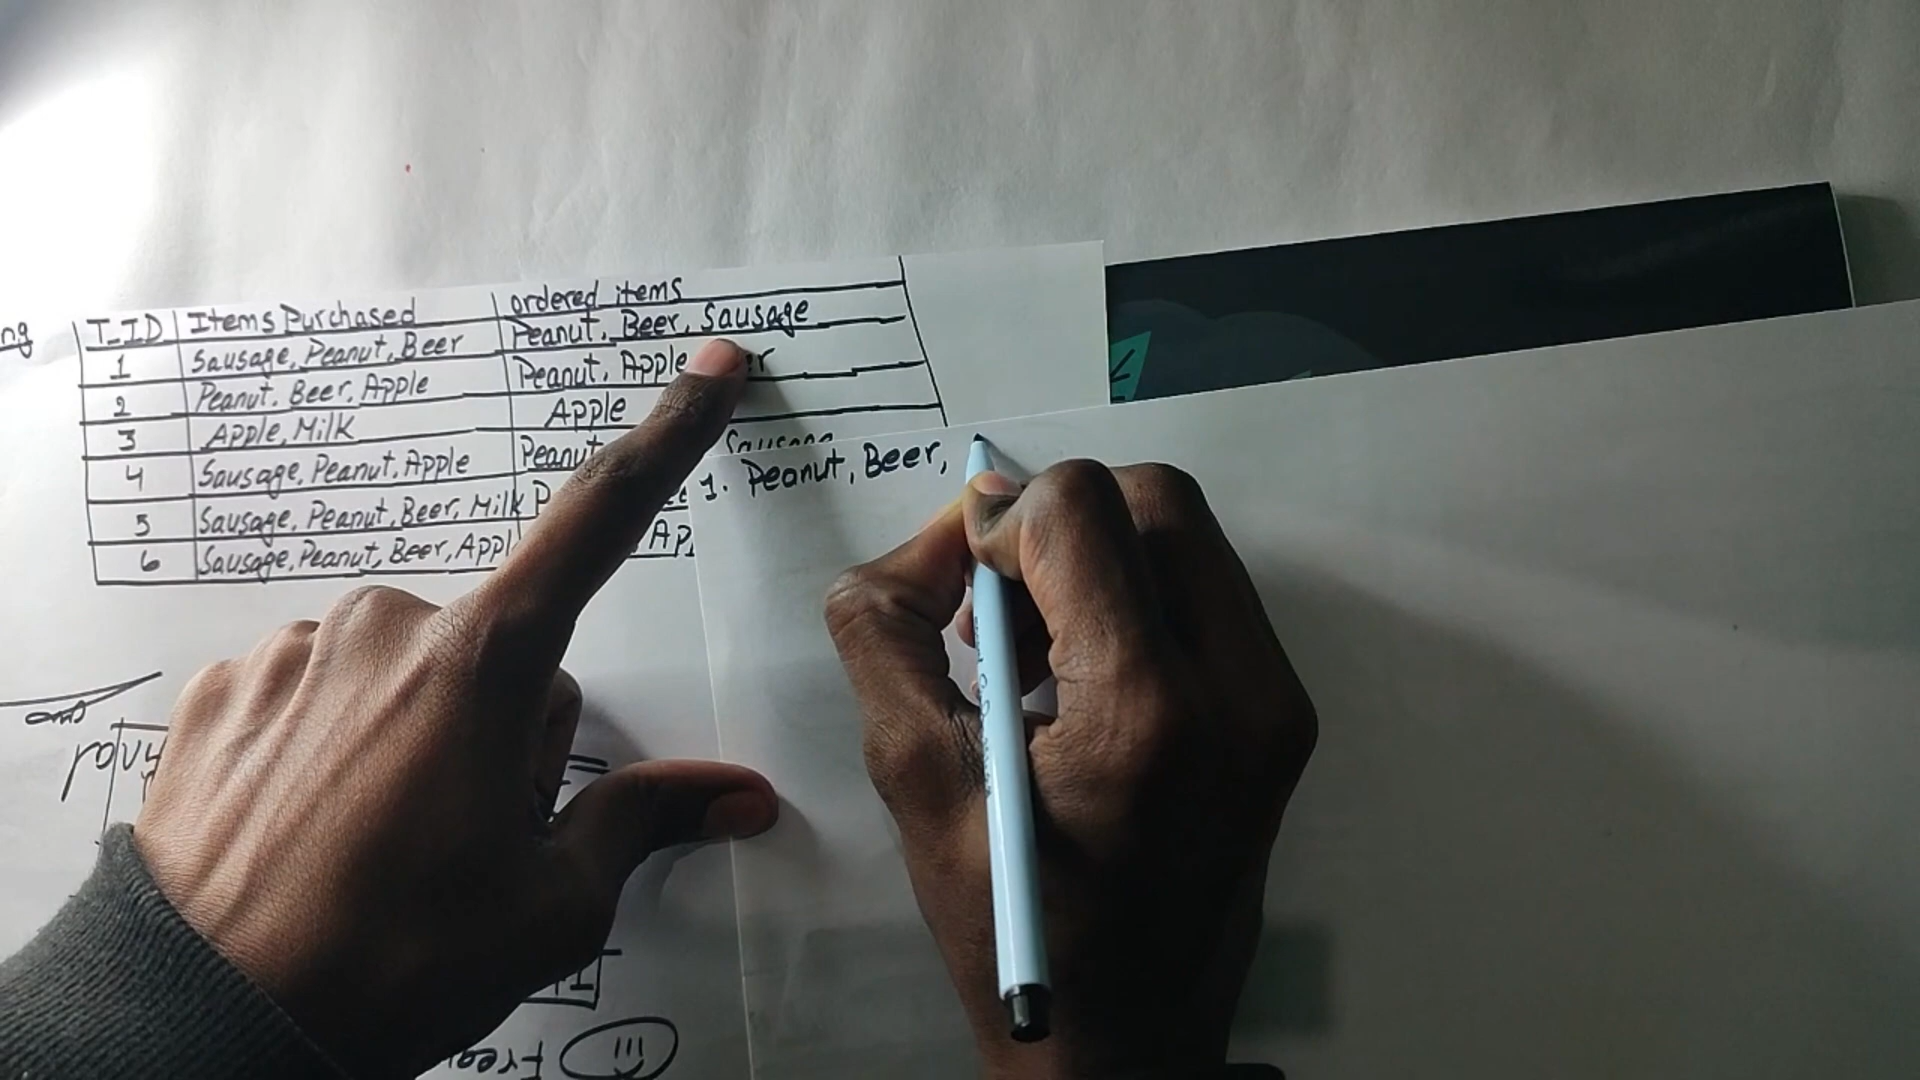 ng
T_ID Items Purchased ordered items
1 Sausage, Peanut, Beer Peanut, Beer, Sausage
2 Peanut, Beer, Apple Peanut, Apple
3 Apple, Milk Apple
4 Sausage, Peanut, Apple Peanut
5 Sausage, Peanut, Beer, Milk
6 Sausage, Peanut, Beer, Appl
1. Peanut, Beer,